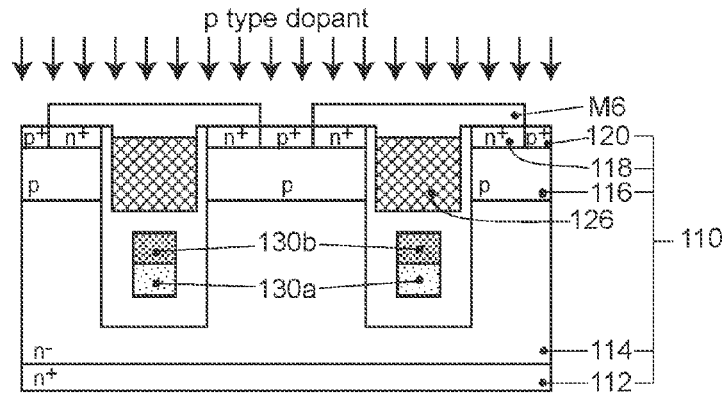 p type dopant
M6
p+ n+ n+ p+ n+ n+ p+ 120
118
p p p 116
126
110
130b
130a
n- 114
n+ 112